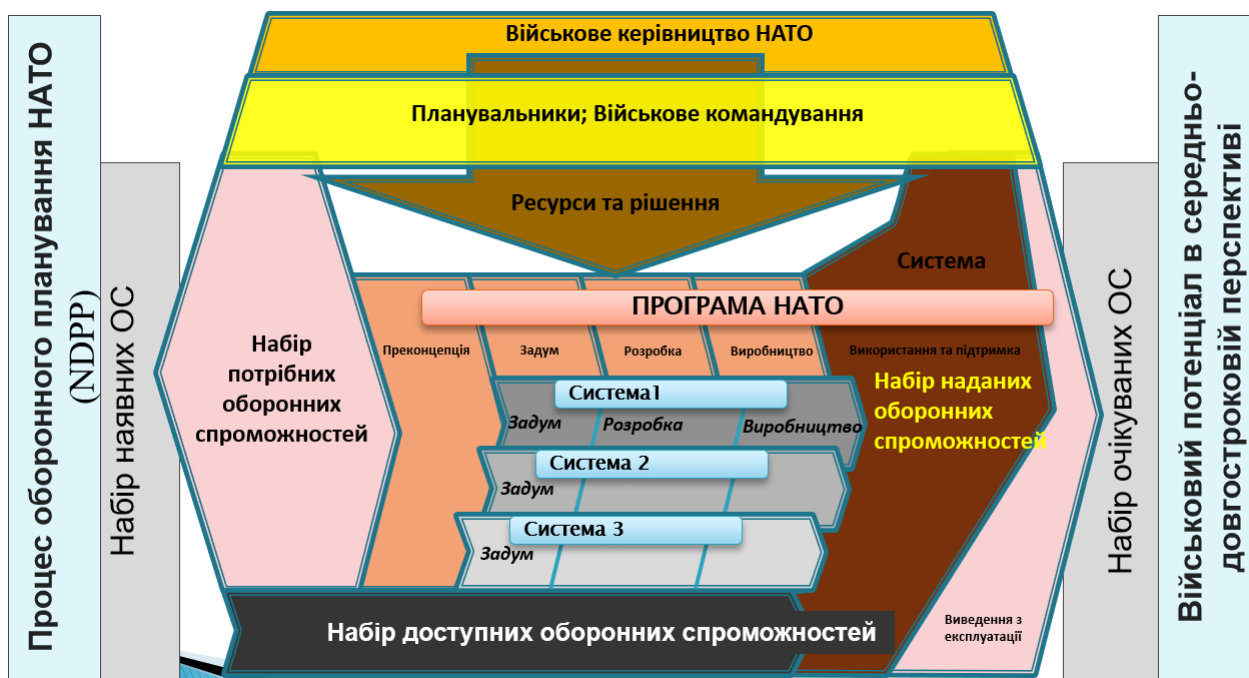 Процес оборонного планування НАТО
(NDPP)
Набір наявних ОС
Військове керівництво НАТО
Планувальники; Військове командування
Ресурси та рішення
Набір
потрібних
оборонних
спроможностей
Система
ПРОГРАМА НАТО
Преконцепція
Задум
Розробка
Виробництво
Використання та підтримка
Система1
Задум
Розробка
Виробництво
Система 2
Задум
Система 3
Задум
Набір наданих
оборонних
спроможностей
Набір доступних оборонних спроможностей
Виведення з
експлуатації
Набір очікуваних ОС
Військовий потенціал в середньо-
довгостроковій перспективі